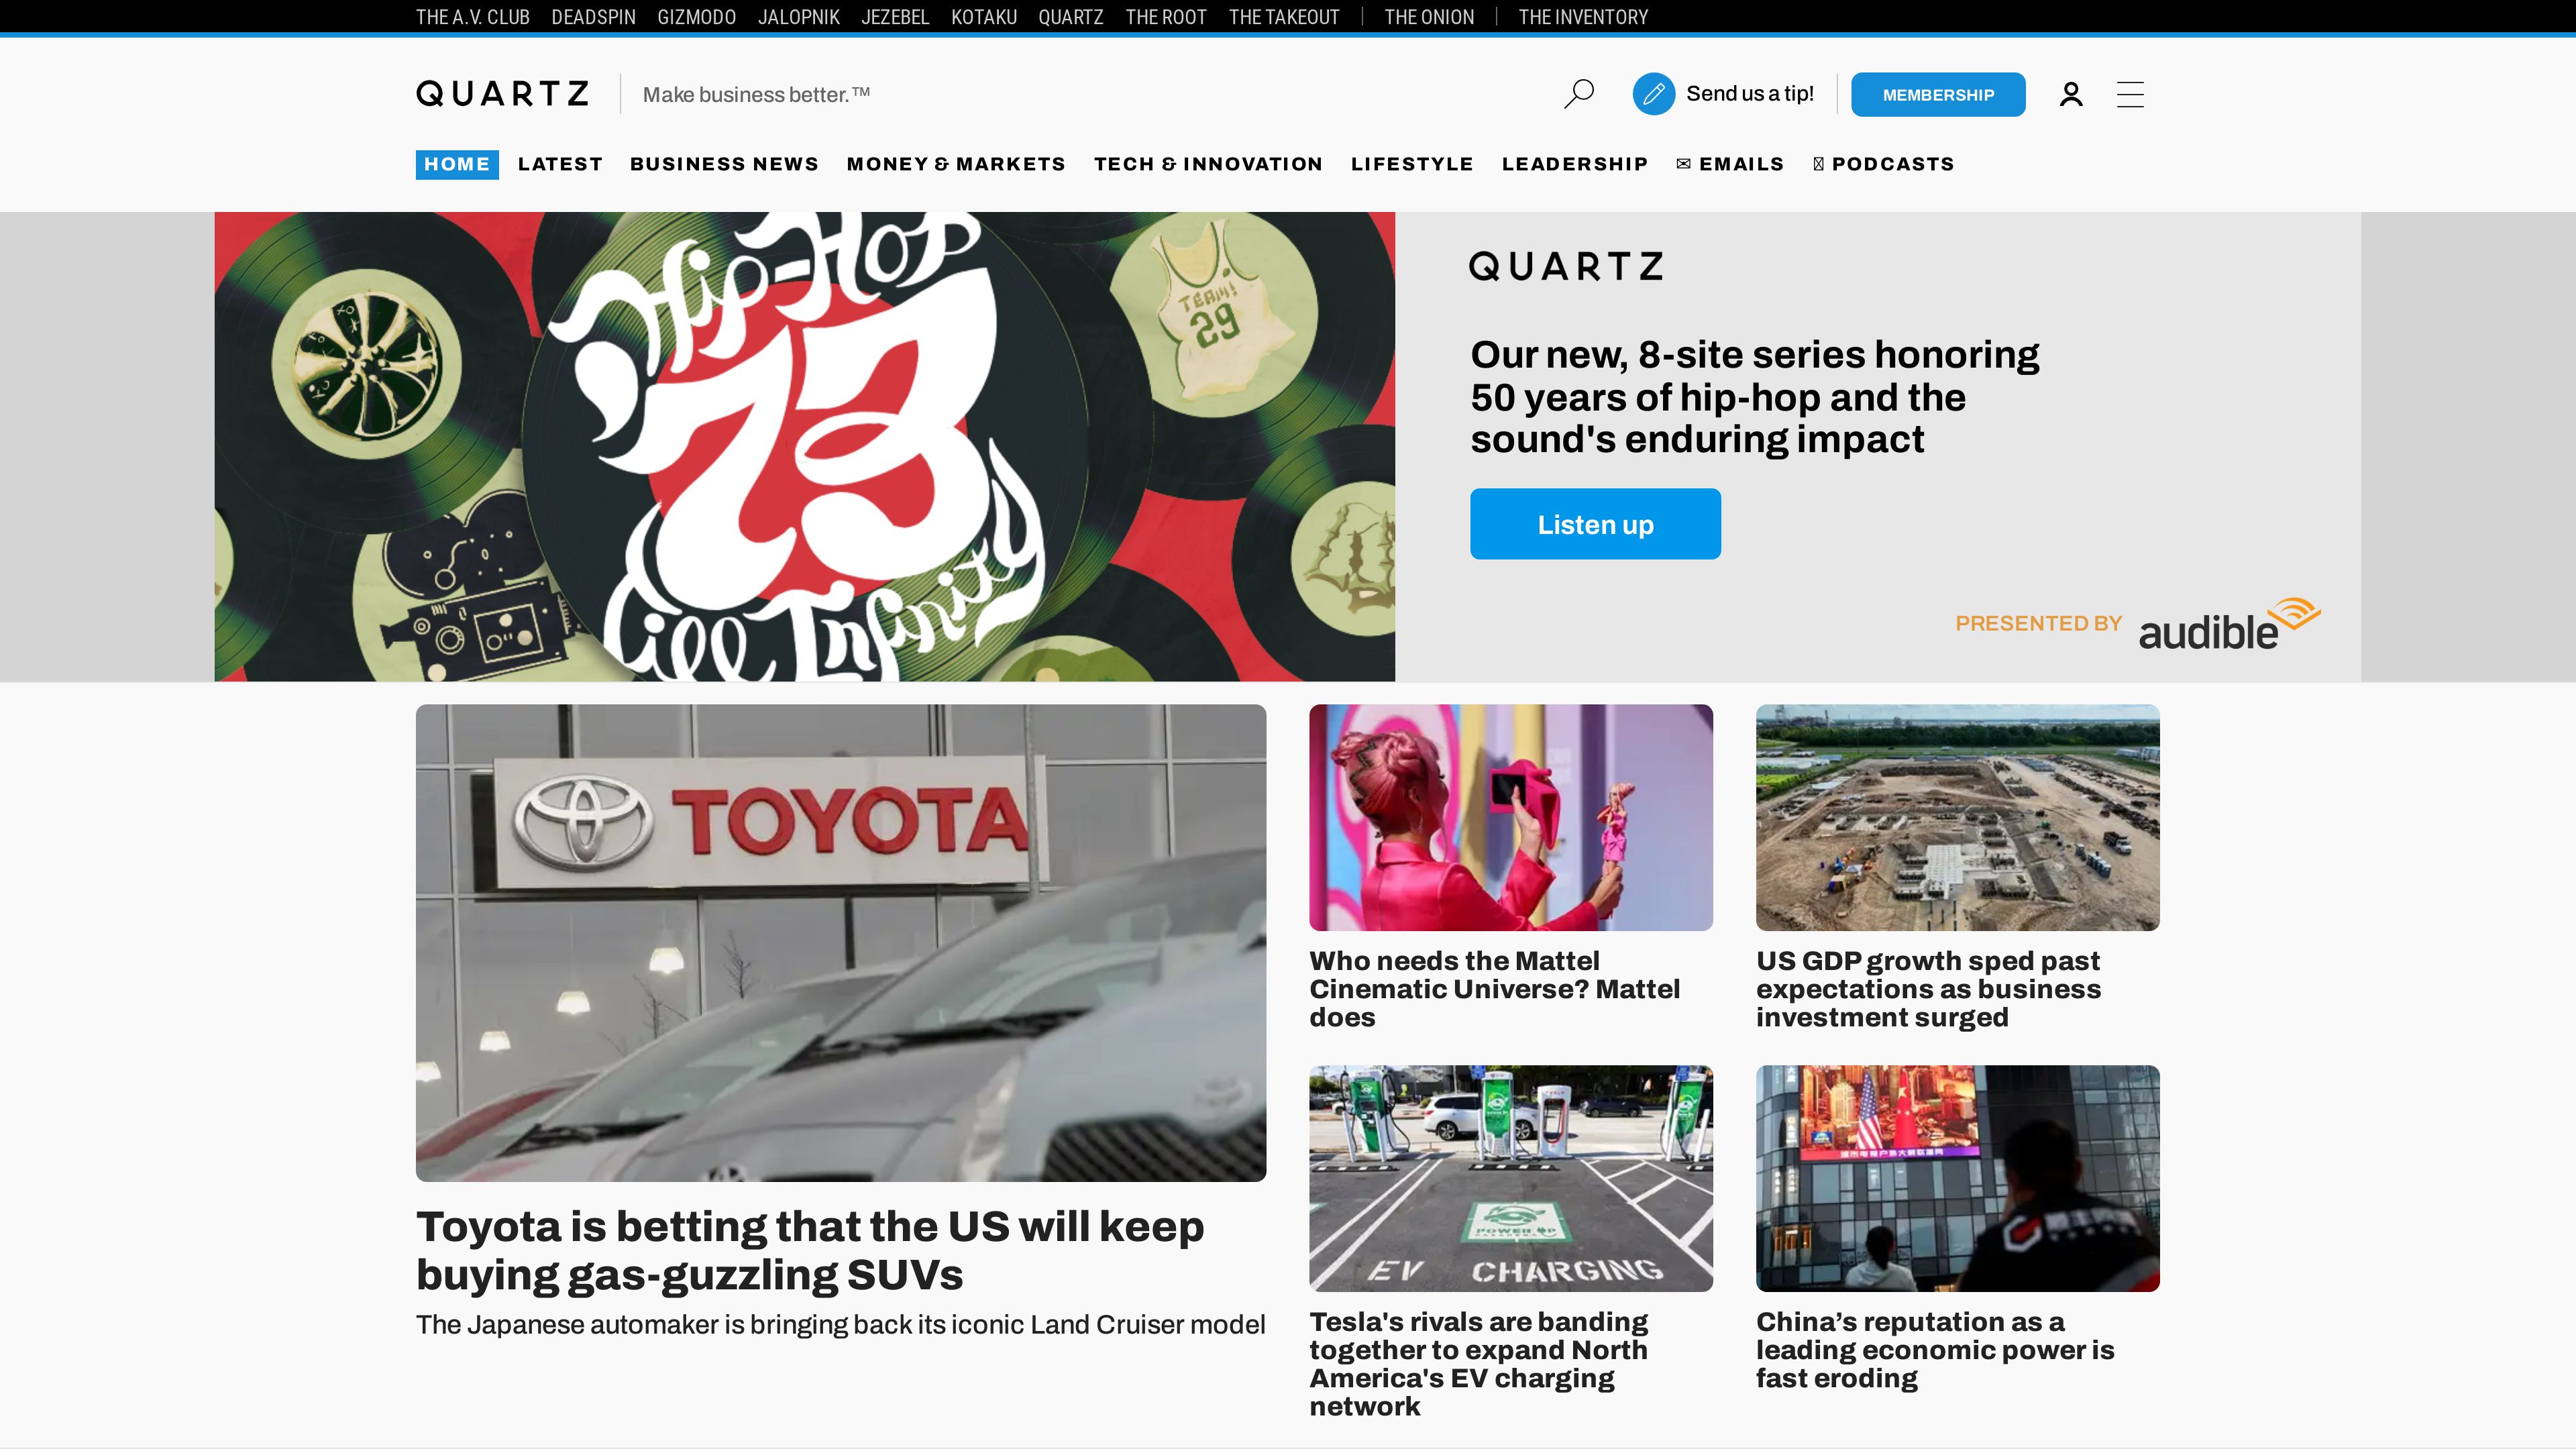 THE A.V. CLUB DEADSPIN GIZMODO JALOPNIK JEZEBEL KOTAKU QUARTZ THE ROOT THE TAKEOUT THE ONION THE INVENTORY
QUARTZ Make business better.™ Send us a tip! MEMBERSHIP
HOME LATEST BUSINESS NEWS MONEY & MARKETS TECH & INNOVATION LIFESTYLE LEADERSHIP ✉ EMAILS PODCASTS
Hip-Hop
73
Till Infinity
TEAM!
29
QUARTZ
Our new, 8-site series honoring
50 years of hip-hop and the
sound's enduring impact
Listen up
PRESENTED BY audible
TOYOTA
Toyota is betting that the US will keep
buying gas-guzzling SUVs
The Japanese automaker is bringing back its iconic Land Cruiser model
Who needs the Mattel
Cinematic Universe? Mattel
does
US GDP growth sped past
expectations as business
investment surged
POWER UP
EV CHARGING
Tesla's rivals are banding
together to expand North
America's EV charging
network
China’s reputation as a
leading economic power is
fast eroding